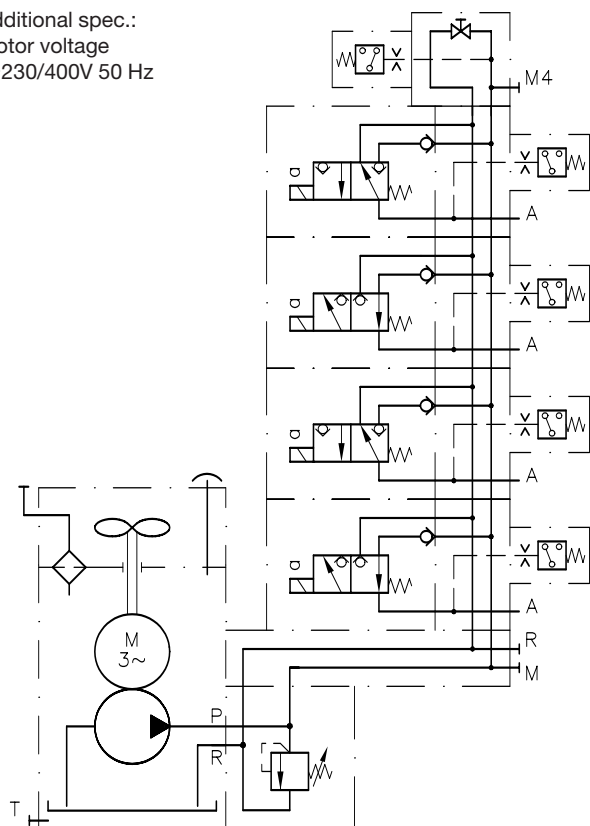 dditional spec.:
otor voltage
230/400V 50 Hz
M4
A
A
A
A
R
M
M
3~
P
R
T